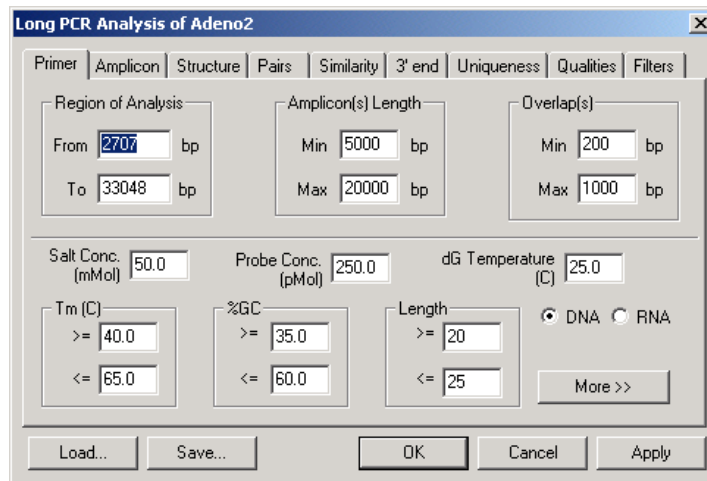 Long PCR Analysis of Adeno2
Primer Amplicon Structure Pairs Similarity 3' end Uniqueness Qualities Filters
Region of Analysis Amplicon(s) Length Overlap(s)
From 2707 bp Min 5000 bp Min 200 bp
To 33048 bp Max 20000 bp Max 1000 bp
Salt Conc. (mMol) 50.0 Probe Conc. (pMol) 250.0 dG Temperature (C) 25.0
Tm (C) %GC Length DNA RNA
>= 40.0 >= 35.0 >= 20
<= 65.0 <= 60.0 <= 25 More >>
Load... Save... OK Cancel Apply